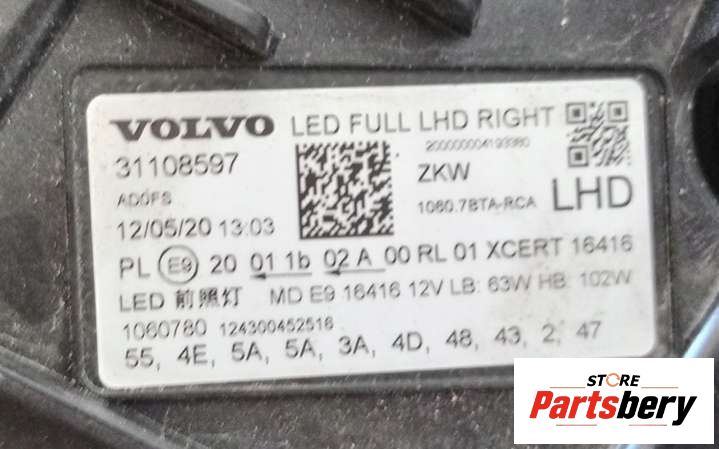 VOLVO LED FULL LHD RIGHT
31108597
200000004193380
ZKW
1060.7BTA-RCA LHD
12/05/20 13:03
PL E9 20 01 1b 02 A 00 RL 01 XCERT 16416
LED 前照灯 MD E9 16416 12V LB: 63W HB: 102W
1060780 124300452516
55, 4E, 5A, 5A, 3A, 4D, 48, 43, 2, 47
STORE
Partsbery